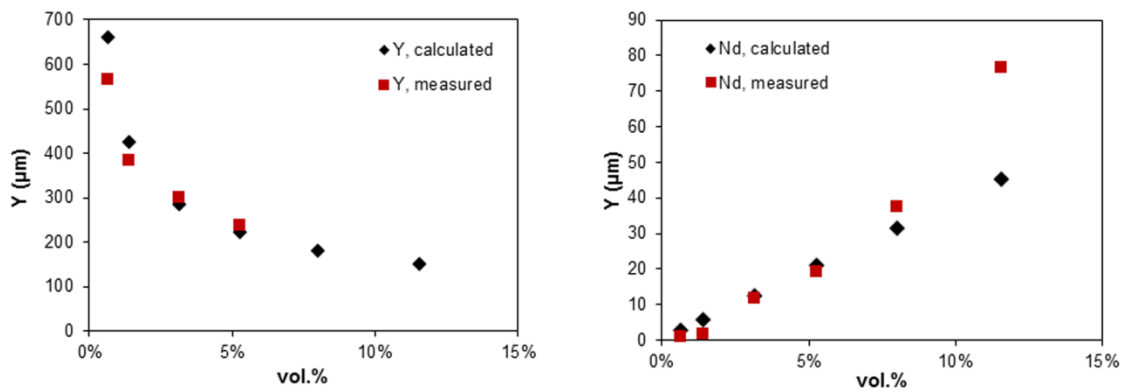 700
600
500
400
300
200
100
0
Y (µm)
Y, calculated
Y, measured
0% 5% 10% 15%
vol.%
90
80
70
60
50
40
30
20
10
0
Y (µm)
Nd, calculated
Nd, measured
0% 5% 10% 15%
vol.%